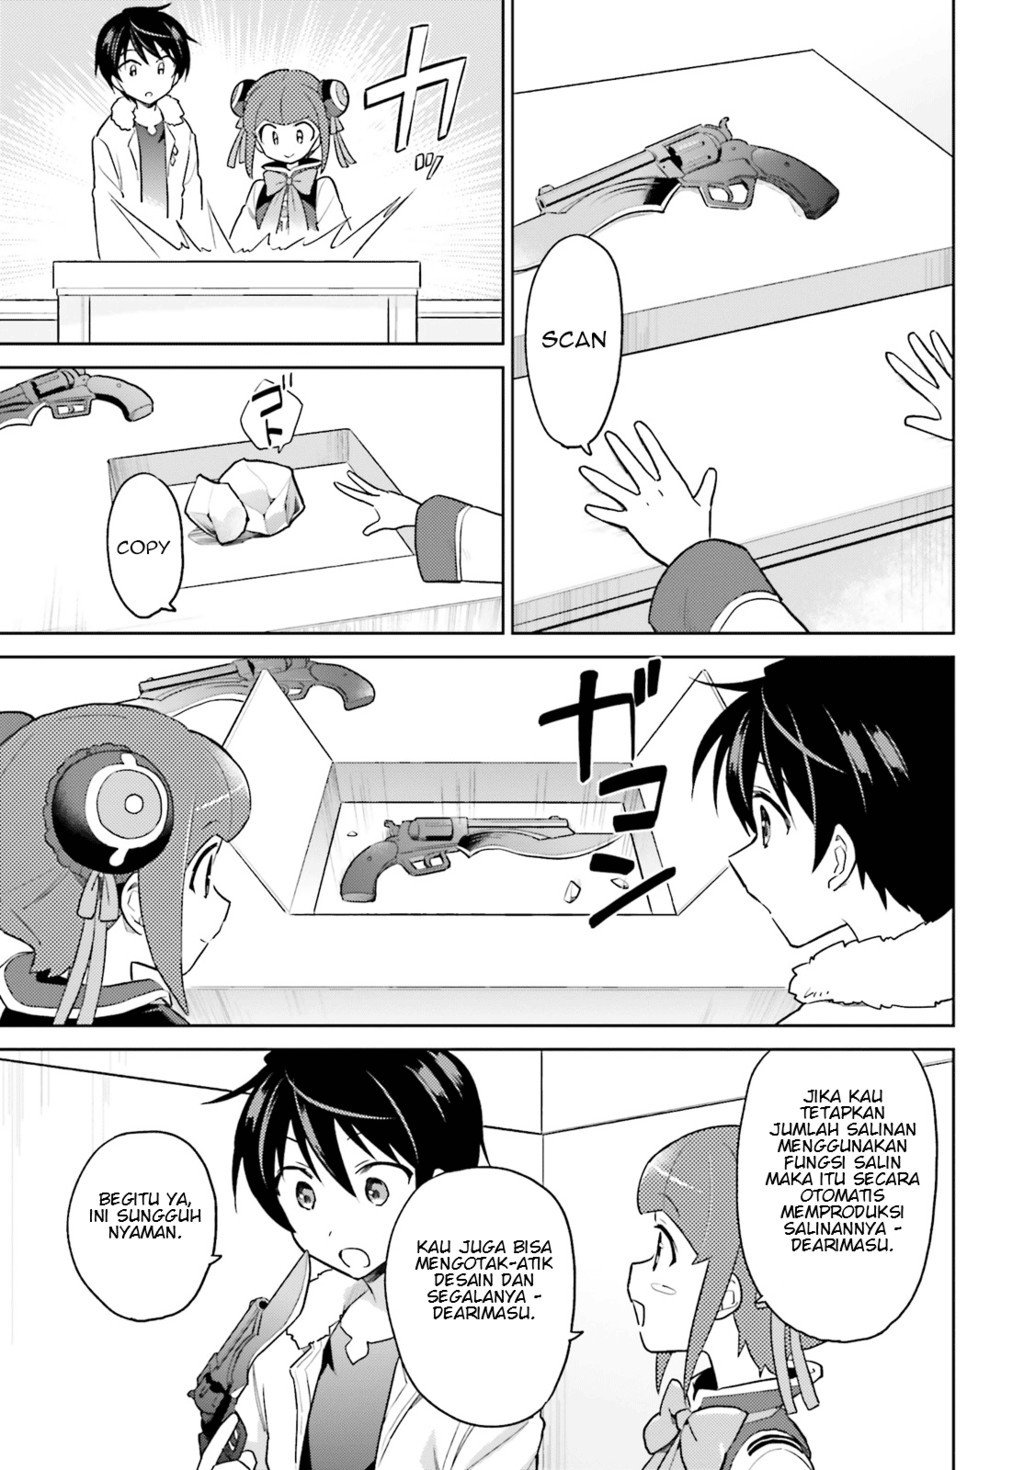 SCAN
カッ
COPY
ゴト
ガコン
JIKA KAU
TETAPKAN
JUMLAH SALINAN
MENGGUNAKAN
FUNGSI SALIN
MAKA ITU SECARA
OTOMATIS
MEMPRODUKSI
SALINANNYA -
DEARIMASU.
KAU JUGA BISA
MENGOTAK-ATIK
DESAIN DAN
SEGALANYA -
DEARIMASU.
BEGITU YA,
INI SUNGGUH
NYAMAN.